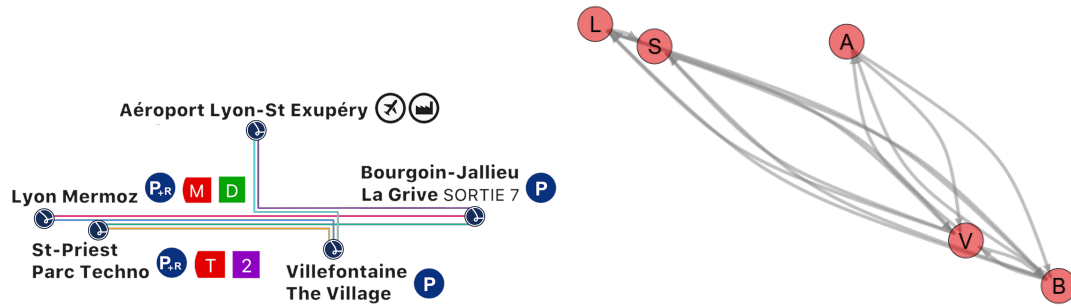 Aéroport Lyon-St Exupéry
Lyon Mermoz P+R M D
Bourgoin-Jallieu
La Grive SORTIE 7 P
St-Priest
Parc Techno P+R T 2
Villefontaine
The Village P
L
S
A
V
B